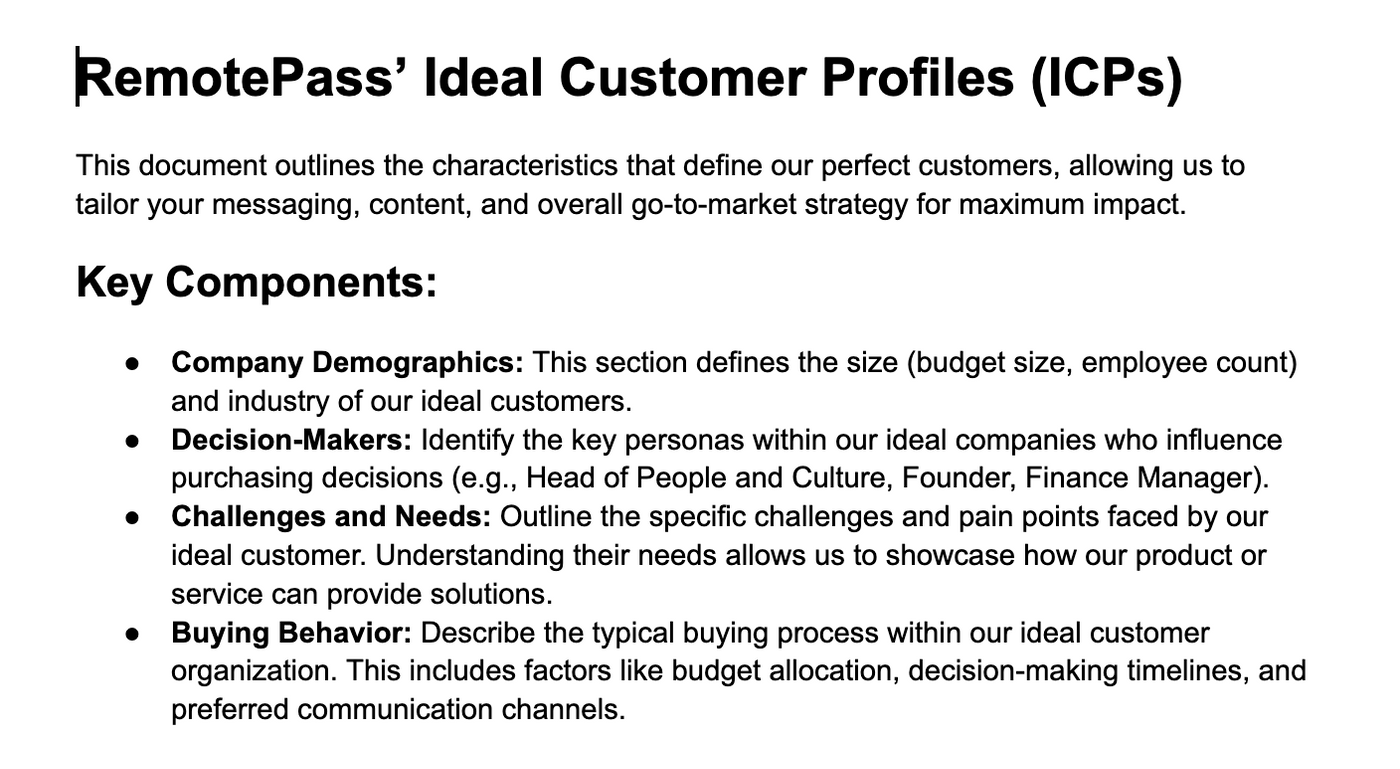 RemotePass’ Ideal Customer Profiles (ICPs)
This document outlines the characteristics that define our perfect customers, allowing us to
tailor your messaging, content, and overall go-to-market strategy for maximum impact.
Key Components:
● Company Demographics: This section defines the size (budget size, employee count)
and industry of our ideal customers.
● Decision-Makers: Identify the key personas within our ideal companies who influence
purchasing decisions (e.g., Head of People and Culture, Founder, Finance Manager).
● Challenges and Needs: Outline the specific challenges and pain points faced by our
ideal customer. Understanding their needs allows us to showcase how our product or
service can provide solutions.
● Buying Behavior: Describe the typical buying process within our ideal customer
organization. This includes factors like budget allocation, decision-making timelines, and
preferred communication channels.